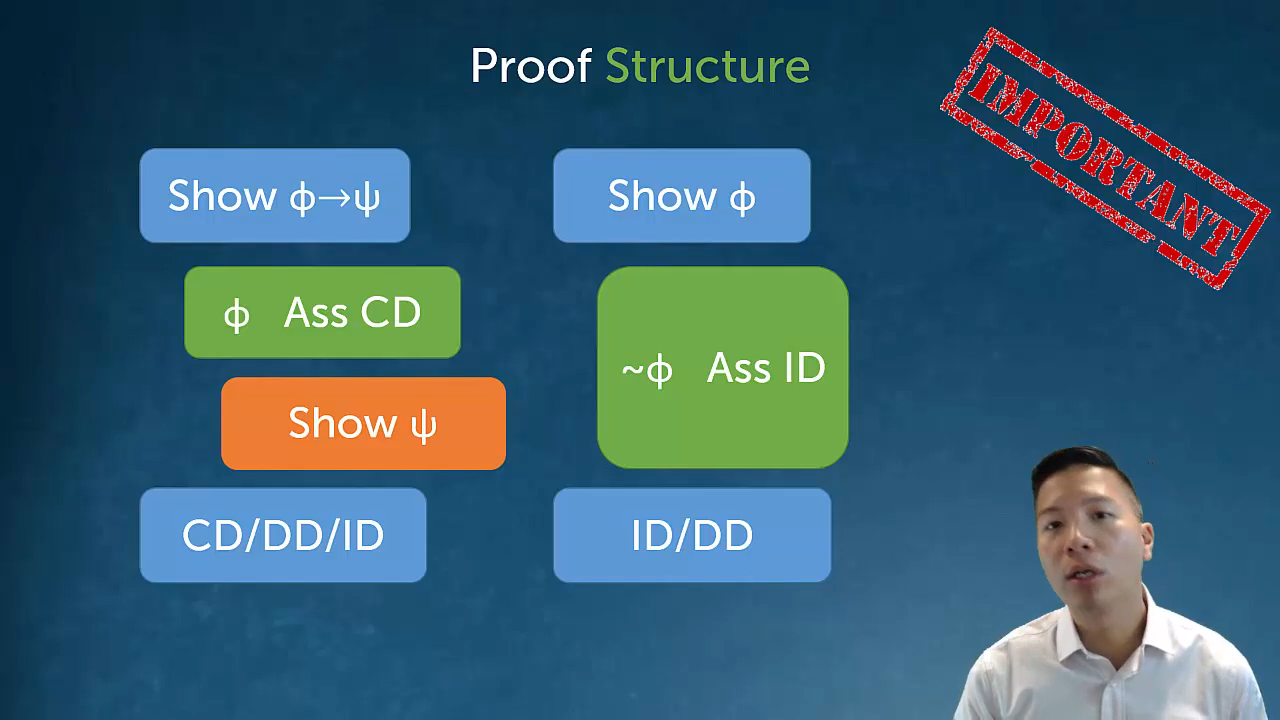 Proof Structure
IMPORTANT
Show ϕ→ψ
ϕ Ass CD
Show ψ
CD/DD/ID
Show ϕ
~ϕ Ass ID
ID/DD